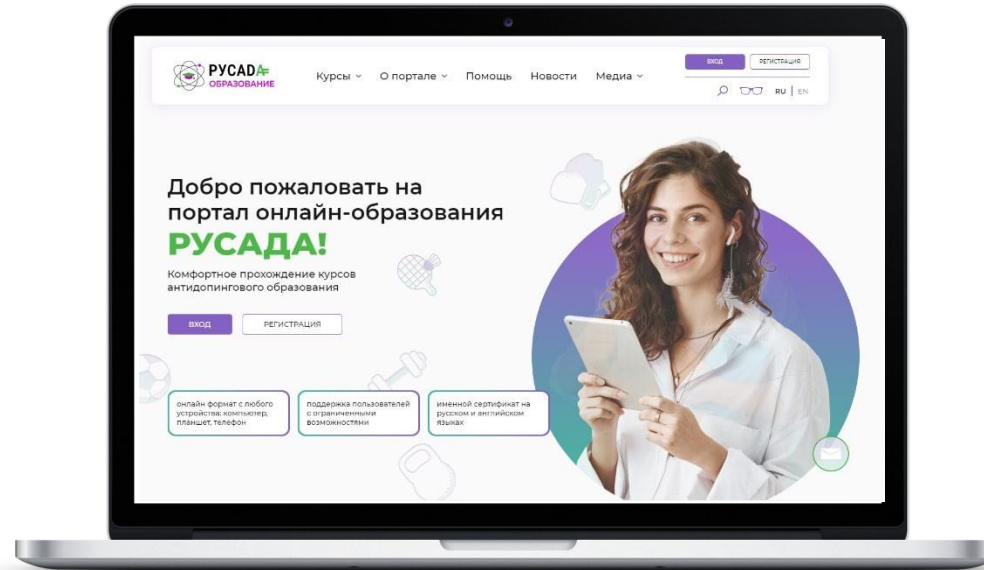 РУСАДА
ОБРАЗОВАНИЕ
Курсы
О портале
Помощь
Новости
Медиа
ВХОД
РЕГИСТРАЦИЯ
RU | EN
Добро пожаловать на
портал онлайн-образования
РУСАДА!
Комфортное прохождение курсов
антидопингового образования
ВХОД
РЕГИСТРАЦИЯ
онлайн формат с любого
устройства: компьютер,
планшет, телефон
поддержка пользователей
с ограниченными
возможностями
именной сертификат на
русском и английском
языках